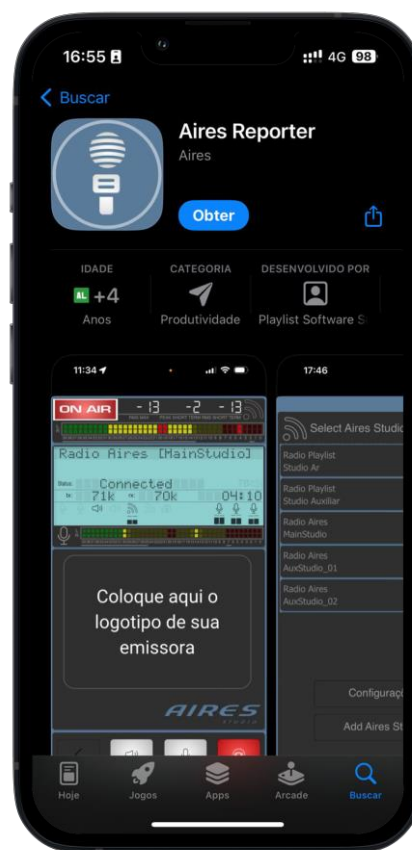 16:55
4G 98
Buscar
Aires Reporter
Aires
Obter
IDADE
CATEGORIA
DESENVOLVIDO POR
AL +4
Anos
Produtividade
Playlist Software S
11:34
17:46
ON AIR
-13 -2 -13
Select Aires Studio
Radio Aires [MainStudio]
Radio Playlist
Studio Ar
Connected
Radio Playlist
Studio Auxiliar
71k 70k 04:10
Radio Aires
MainStudio
Radio Aires
AuxStudio_01
Radio Aires
AuxStudio_02
Coloque aqui o
logotipo de sua
emissora
AIRES
STUDIO
Configuraç
Add Aires St
Hoje
Jogos
Apps
Arcade
Buscar